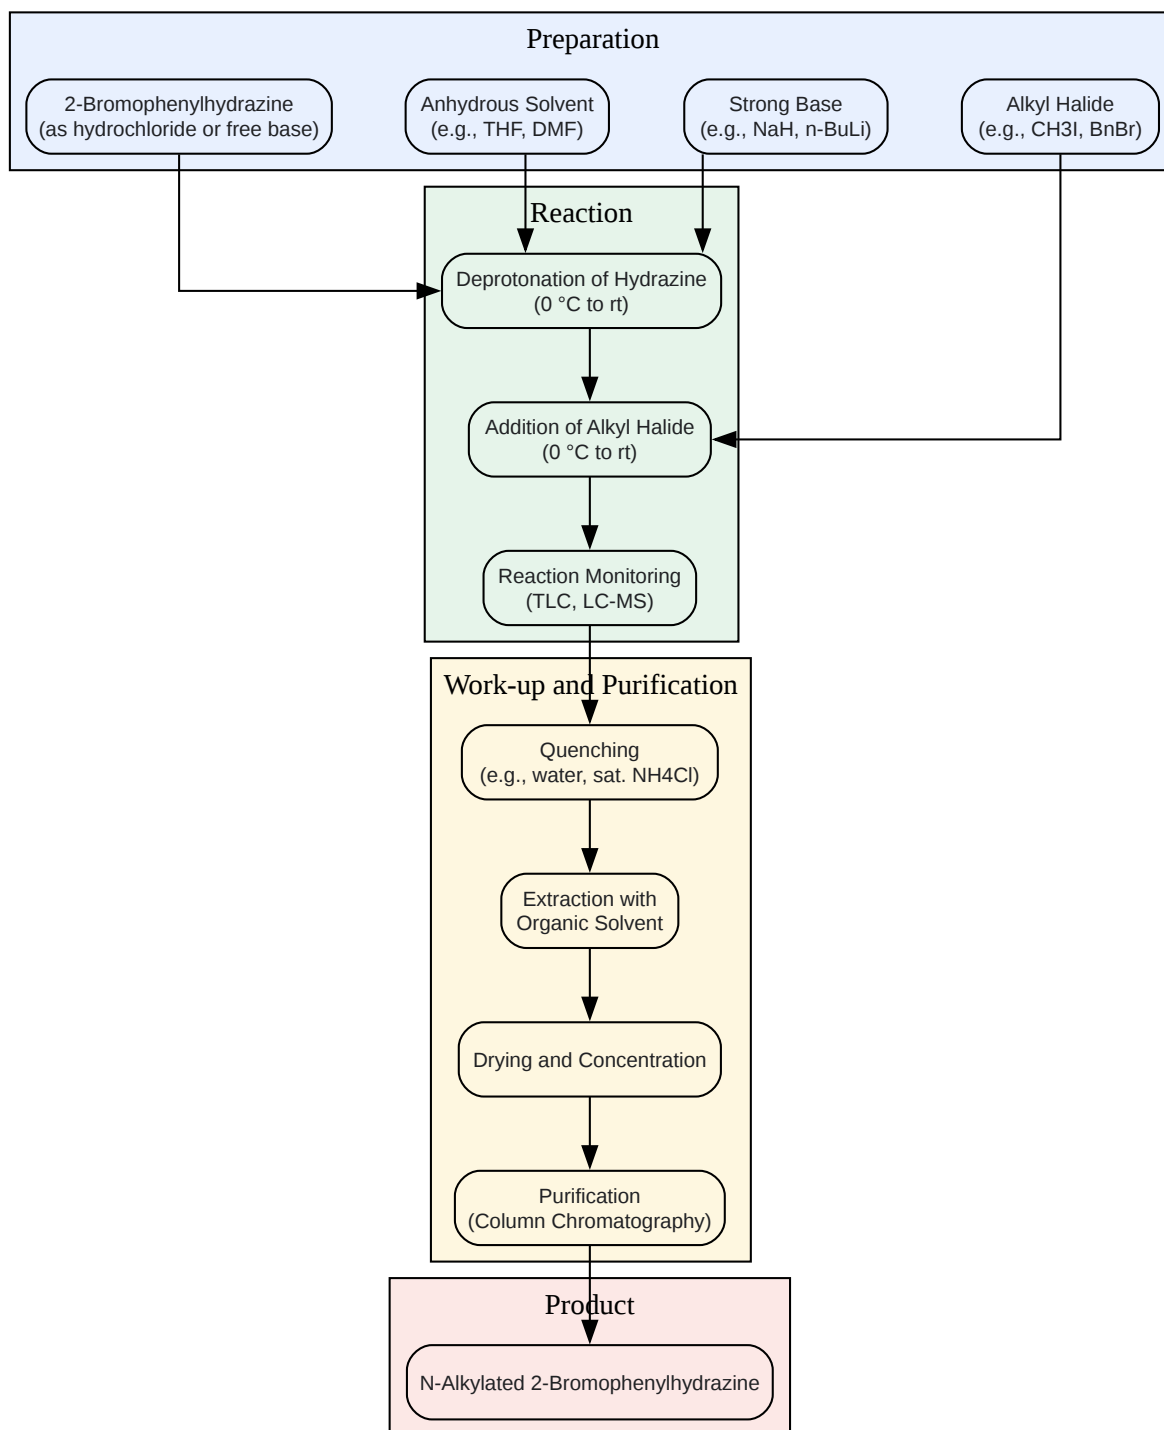 Preparation
2-Bromophenylhydrazine
(as hydrochloride or free base)
Anhydrous Solvent
(e.g., THF, DMF)
Strong Base
(e.g., NaH, n-BuLi)
Alkyl Halide
(e.g., CH3I, BnBr)
Reaction
Deprotonation of Hydrazine
(0 °C to rt)
Addition of Alkyl Halide
(0 °C to rt)
Reaction Monitoring
(TLC, LC-MS)
Work-up and Purification
Quenching
(e.g., water, sat. NH4Cl)
Extraction with
Organic Solvent
Drying and Concentration
Purification
(Column Chromatography)
Product
N-Alkylated 2-Bromophenylhydrazine